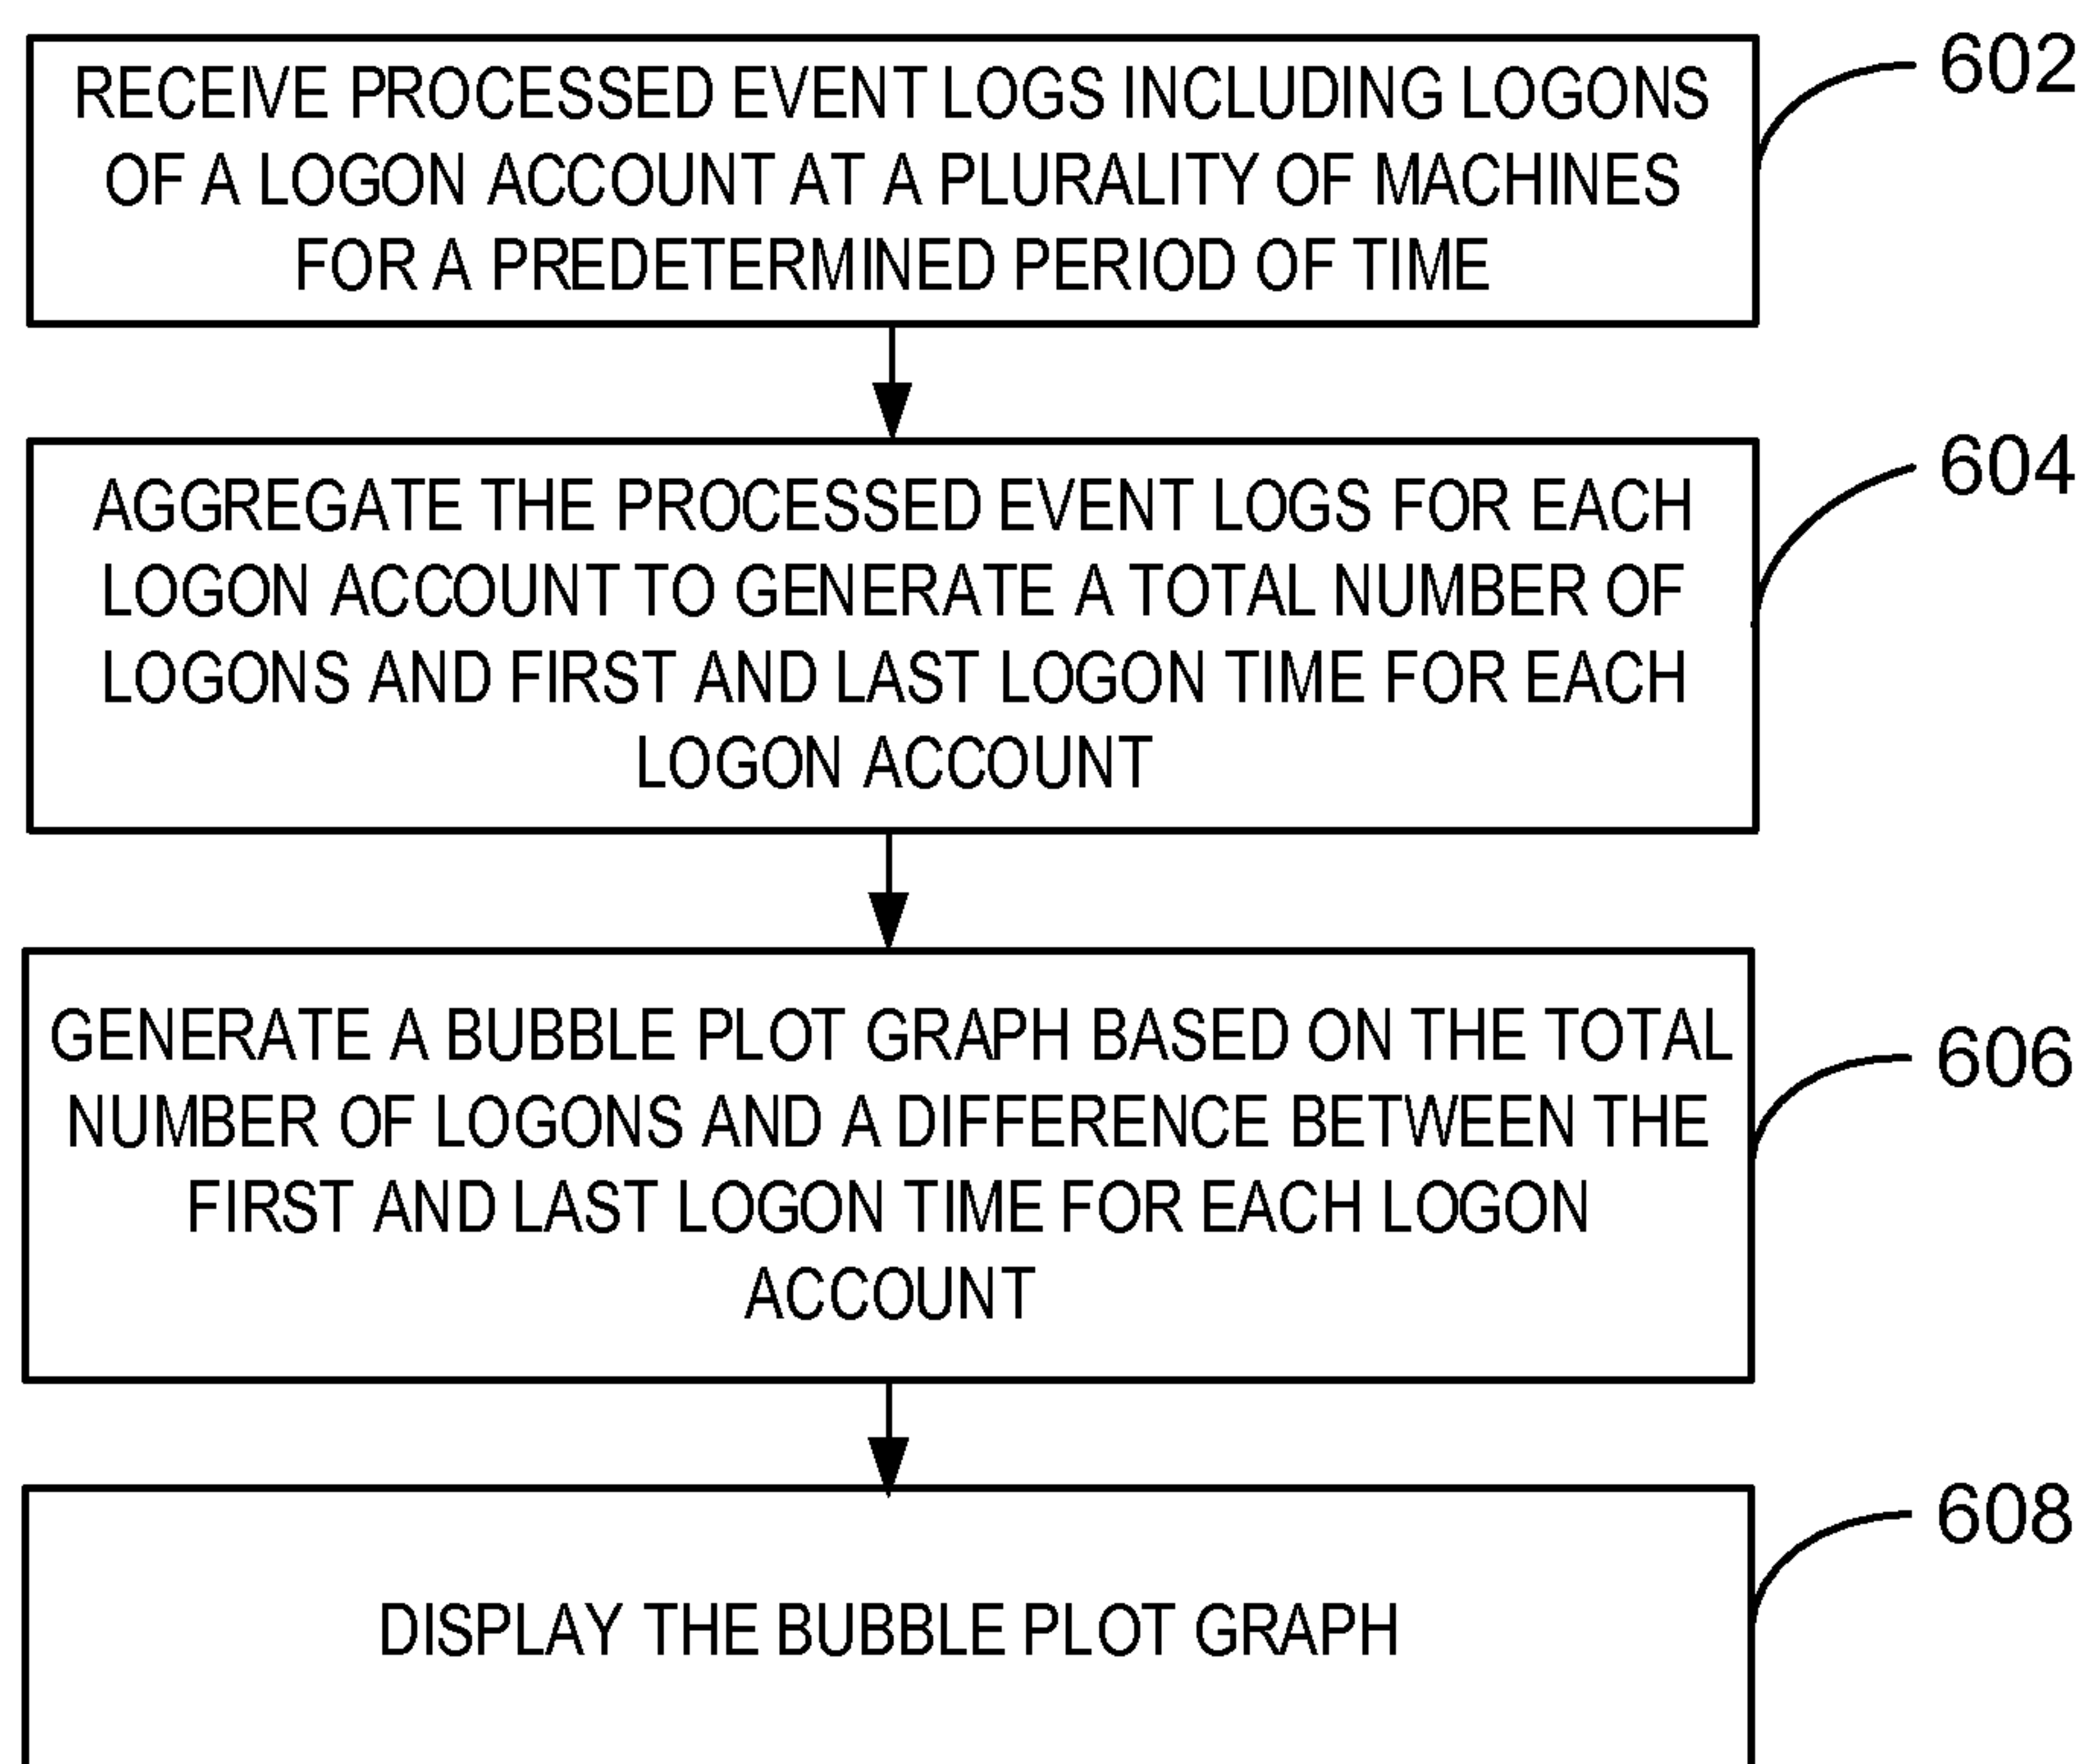 RECEIVE PROCESSED EVENT LOGS INCLUDING LOGONS
OF A LOGON ACCOUNT AT A PLURALITY OF MACHINES
FOR A PREDETERMINED PERIOD OF TIME
602
AGGREGATE THE PROCESSED EVENT LOGS FOR EACH
LOGON ACCOUNT TO GENERATE A TOTAL NUMBER OF
LOGONS AND FIRST AND LAST LOGON TIME FOR EACH
LOGON ACCOUNT
604
GENERATE A BUBBLE PLOT GRAPH BASED ON THE TOTAL
NUMBER OF LOGONS AND A DIFFERENCE BETWEEN THE
FIRST AND LAST LOGON TIME FOR EACH LOGON
ACCOUNT
606
DISPLAY THE BUBBLE PLOT GRAPH
608